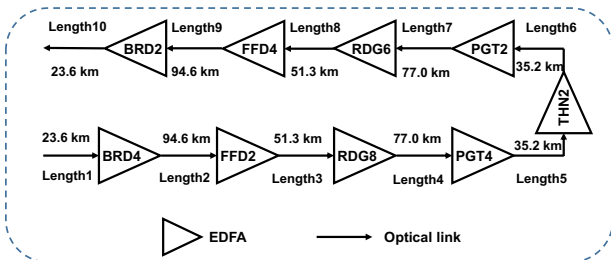 Length10 Length9 Length8 Length7 Length6
BRD2 FFD4 RDG6 PGT2
23.6 km 94.6 km 51.3 km 77.0 km 35.2 km
THN2
23.6 km 94.6 km 51.3 km 77.0 km 35.2 km
BRD4 FFD2 RDG8 PGT4
Length1 Length2 Length3 Length4 Length5
EDFA Optical link